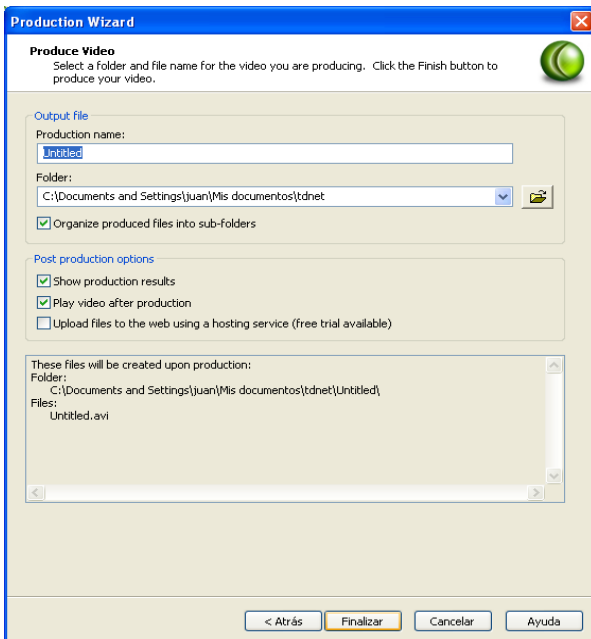 Production Wizard
Produce Video
Select a folder and file name for the video you are producing. Click the Finish button to
produce your video.
Output file
Production name:
Untitled
Folder:
C:\Documents and Settings\juan\Mis documentos\tdnet
Organize produced files into sub-folders
Post production options
Show production results
Play video after production
Upload files to the web using a hosting service (free trial available)
These files will be created upon production:
Folder:
C:\Documents and Settings\juan\Mis documentos\tdnet\Untitled\
Files:
Untitled.avi
< Atrás
Finalizar
Cancelar
Ayuda